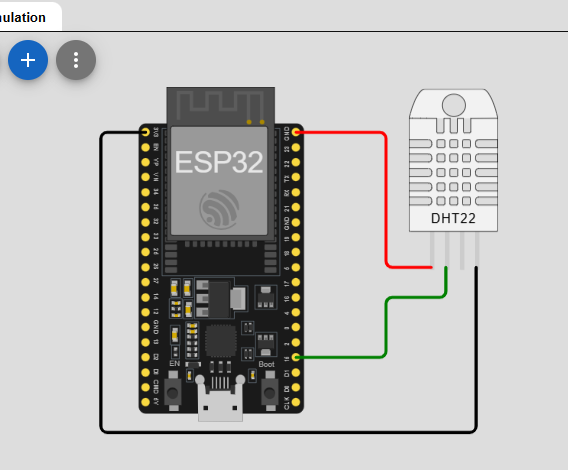 ulation
ESP32
DHT22
3V3
GND
EN
23
VP
22
VN
TX
34
RX
35
21
32
GND
33
19
25
18
26
5
27
17
14
16
12
4
GND
0
13
2
D2
15
D3
D1
CMD
D0
5V
CLK
EN
Boot